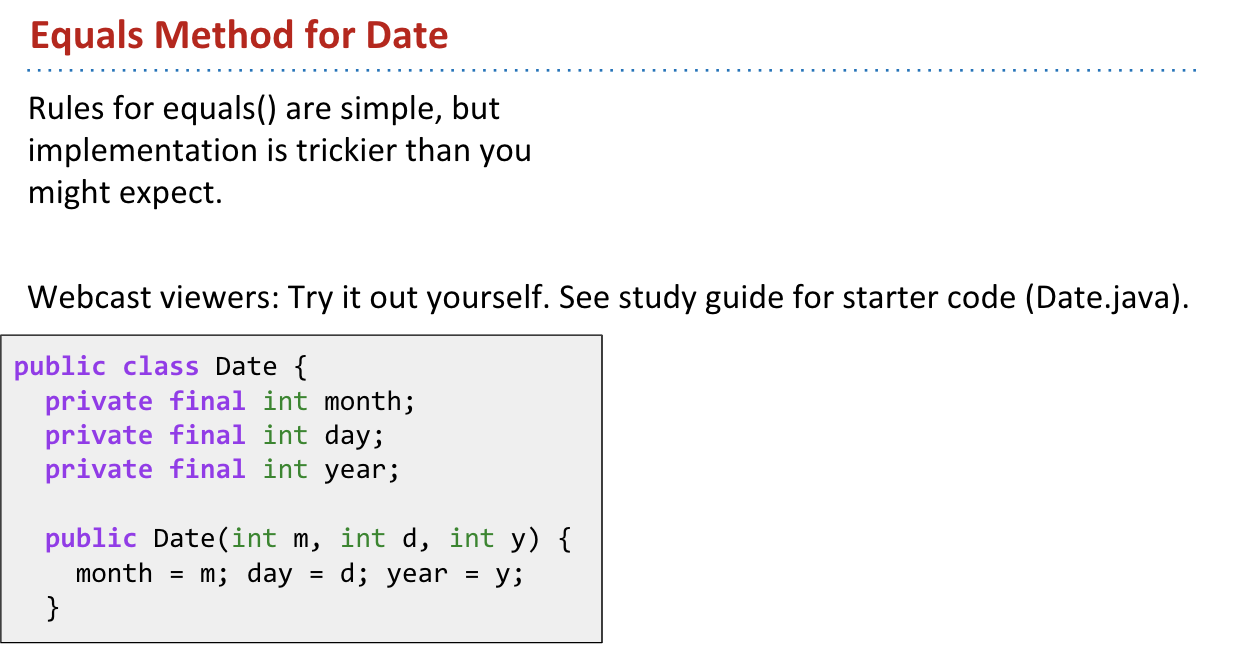 Equals Method for Date
Rules for equals() are simple, but
implementation is trickier than you
might expect.
Webcast viewers: Try it out yourself. See study guide for starter code (Date.java).
public class Date {
  private final int month;
  private final int day;
  private final int year;

  public Date(int m, int d, int y) {
    month = m; day = d; year = y;
  }